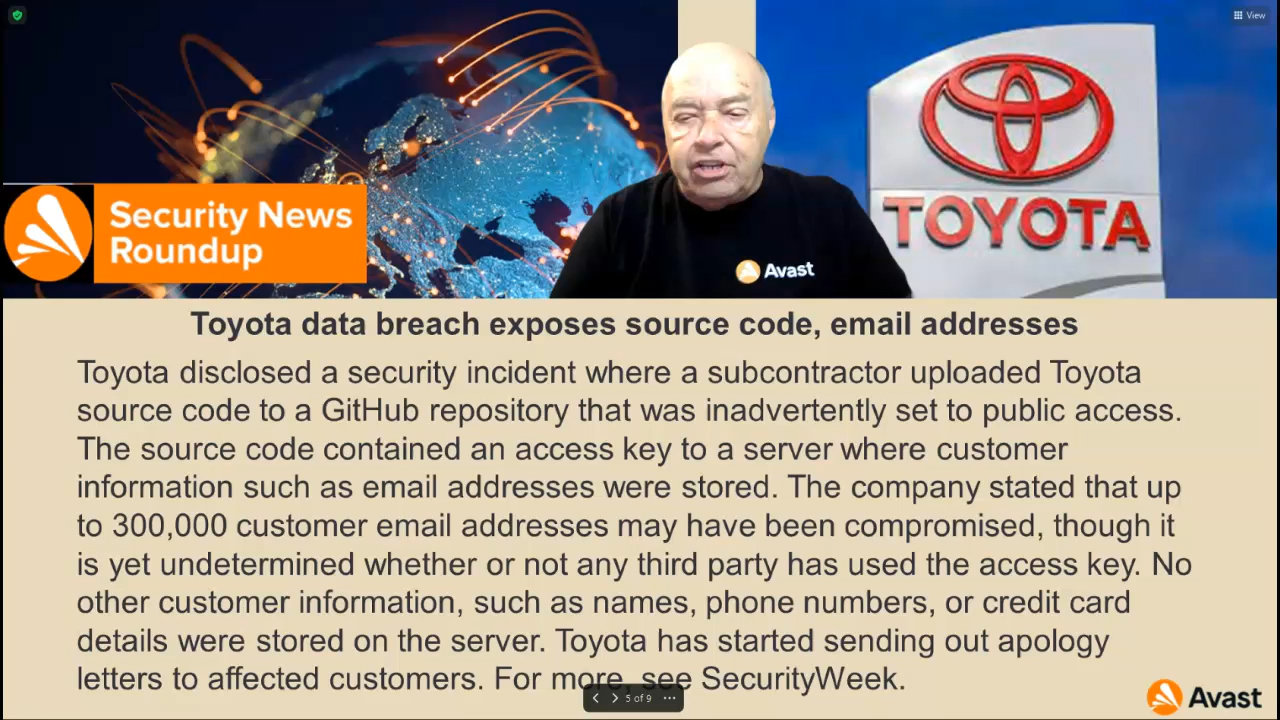 View
Security News
Roundup
TOYOTA
Avast
Toyota data breach exposes source code, email addresses
Toyota disclosed a security incident where a subcontractor uploaded Toyota
source code to a GitHub repository that was inadvertently set to public access.
The source code contained an access key to a server where customer
information such as email addresses were stored. The company stated that up
to 300,000 customer email addresses may have been compromised, though it
is yet undetermined whether or not any third party has used the access key. No
other customer information, such as names, phone numbers, or credit card
details were stored on the server. Toyota has started sending out apology
letters to affected customers. For more, see SecurityWeek.
5 of 9
Avast